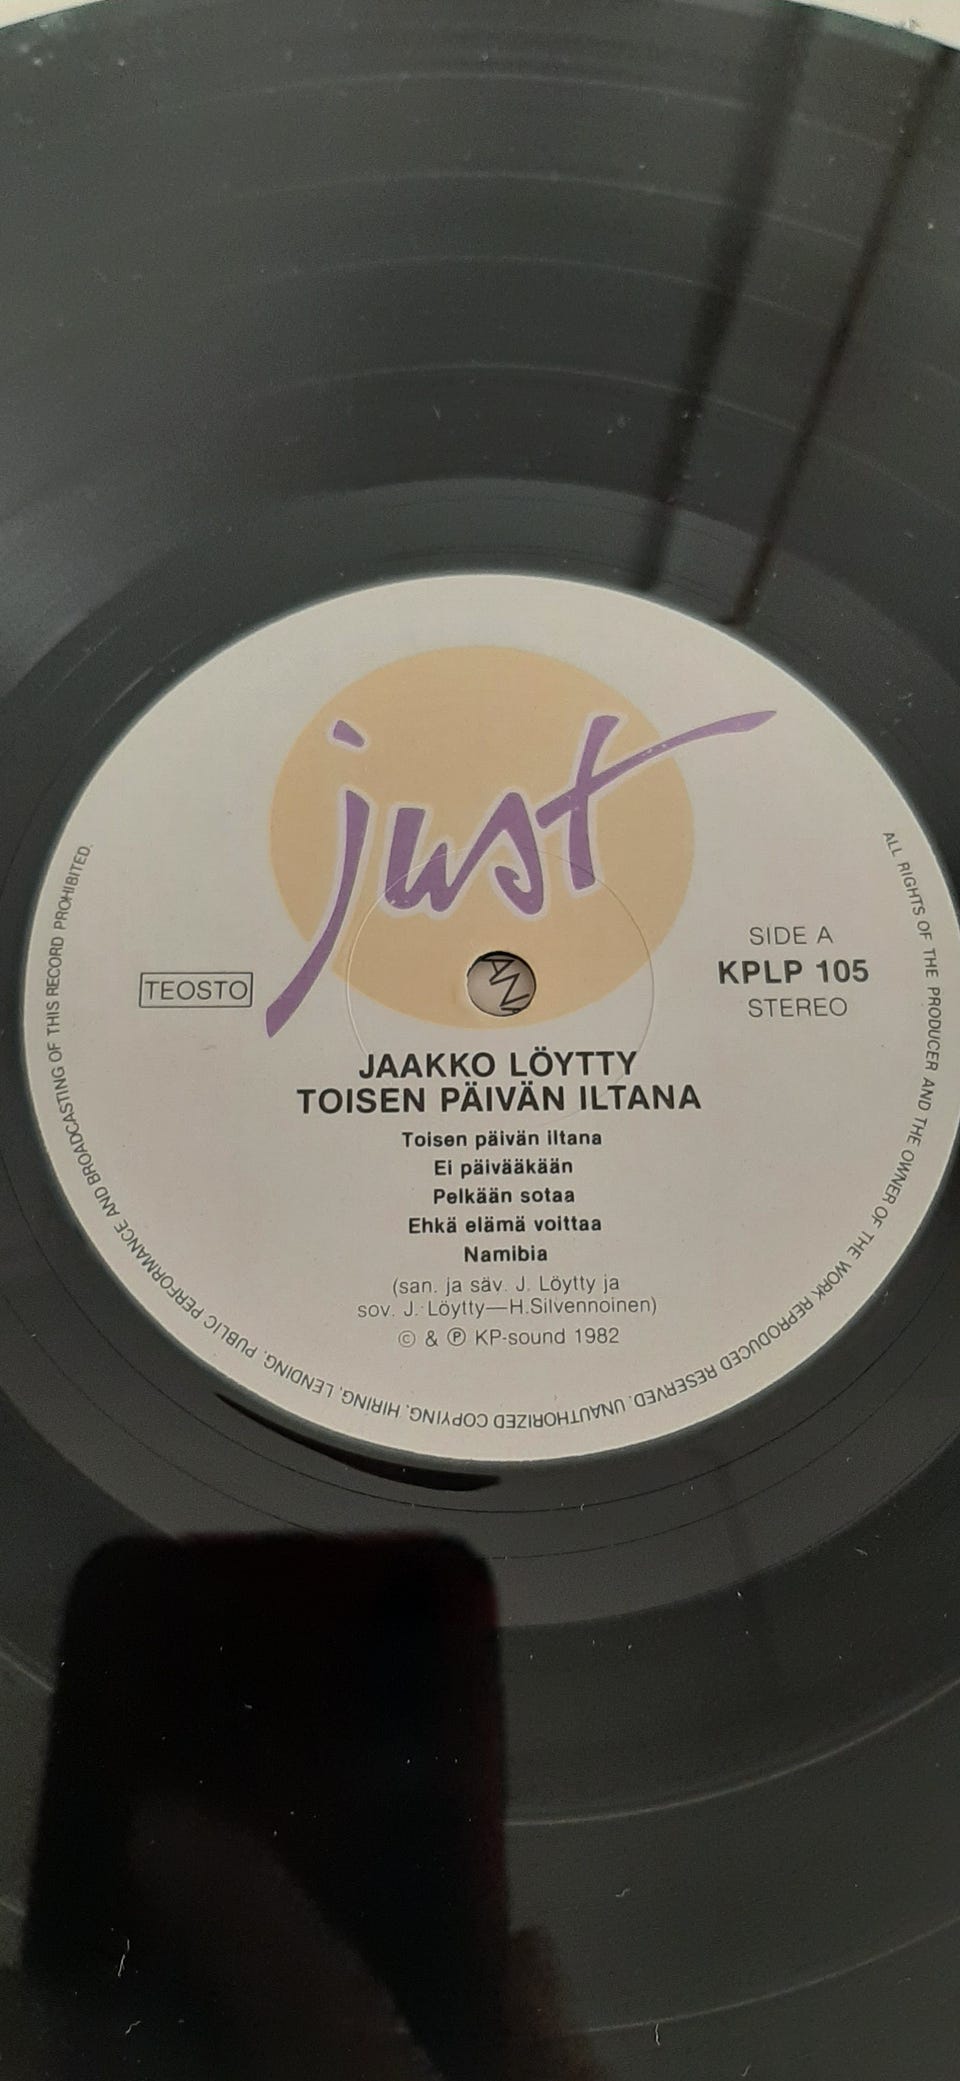 just
TEOSTO
SIDE A
KPLP 105
STEREO
JAAKKO LÖYTTY
TOISEN PÄIVÄN ILTANA
Toisen päivän iltana
Ei päivääkään
Pelkään sotaa
Ehkä elämä voittaa
Namibia
(san. ja säv. J. Löytty ja
sov. J. Löytty—H.Silvennoinen)
© & ℗ KP-sound 1982
ALL RIGHTS OF THE PRODUCER AND THE OWNER OF THE WORK REPRODUCED RESERVED. UNAUTHORIZED COPYING, HIRING, LENDING, PUBLIC PERFORMANCE AND BROADCASTING OF THIS RECORD PROHIBITED.